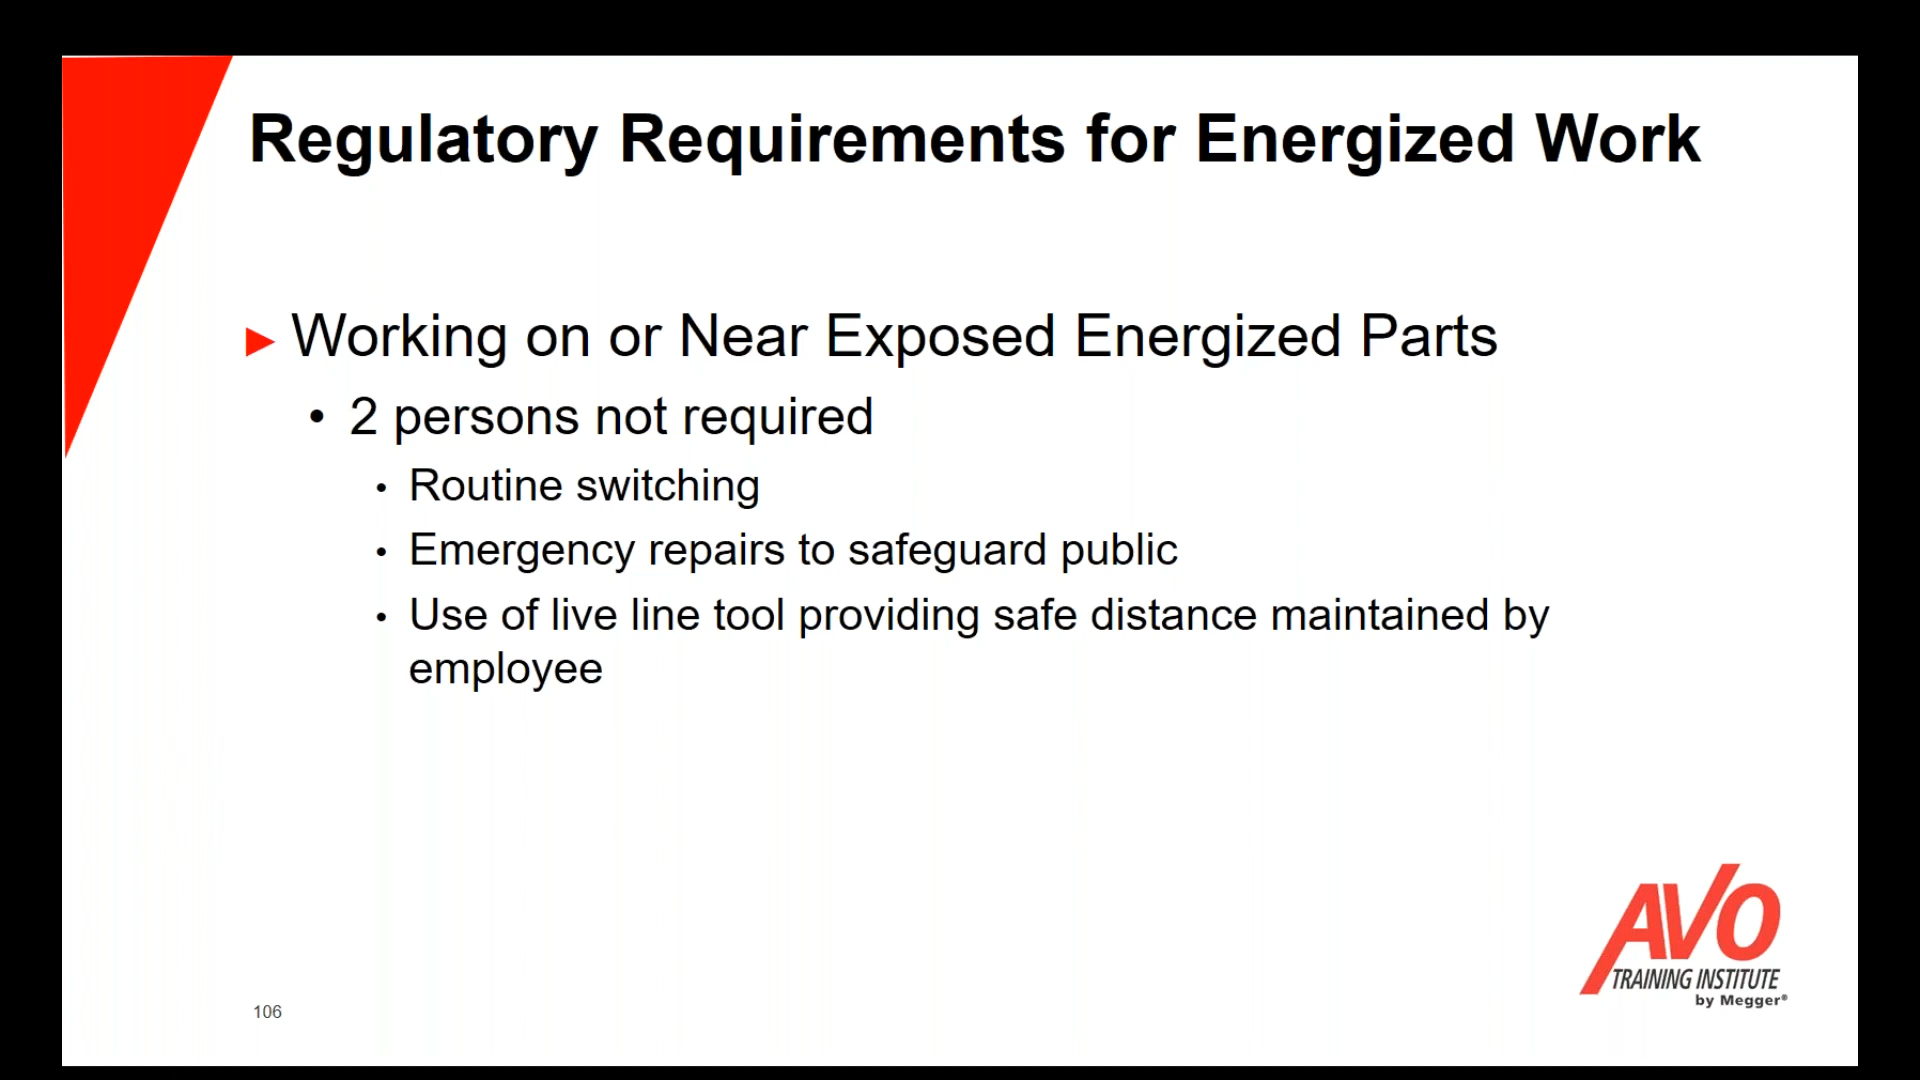 Regulatory Requirements for Energized Work
► Working on or Near Exposed Energized Parts
• 2 persons not required
• Routine switching
• Emergency repairs to safeguard public
• Use of live line tool providing safe distance maintained by
employee
AVO
TRAINING INSTITUTE
by Megger®
106